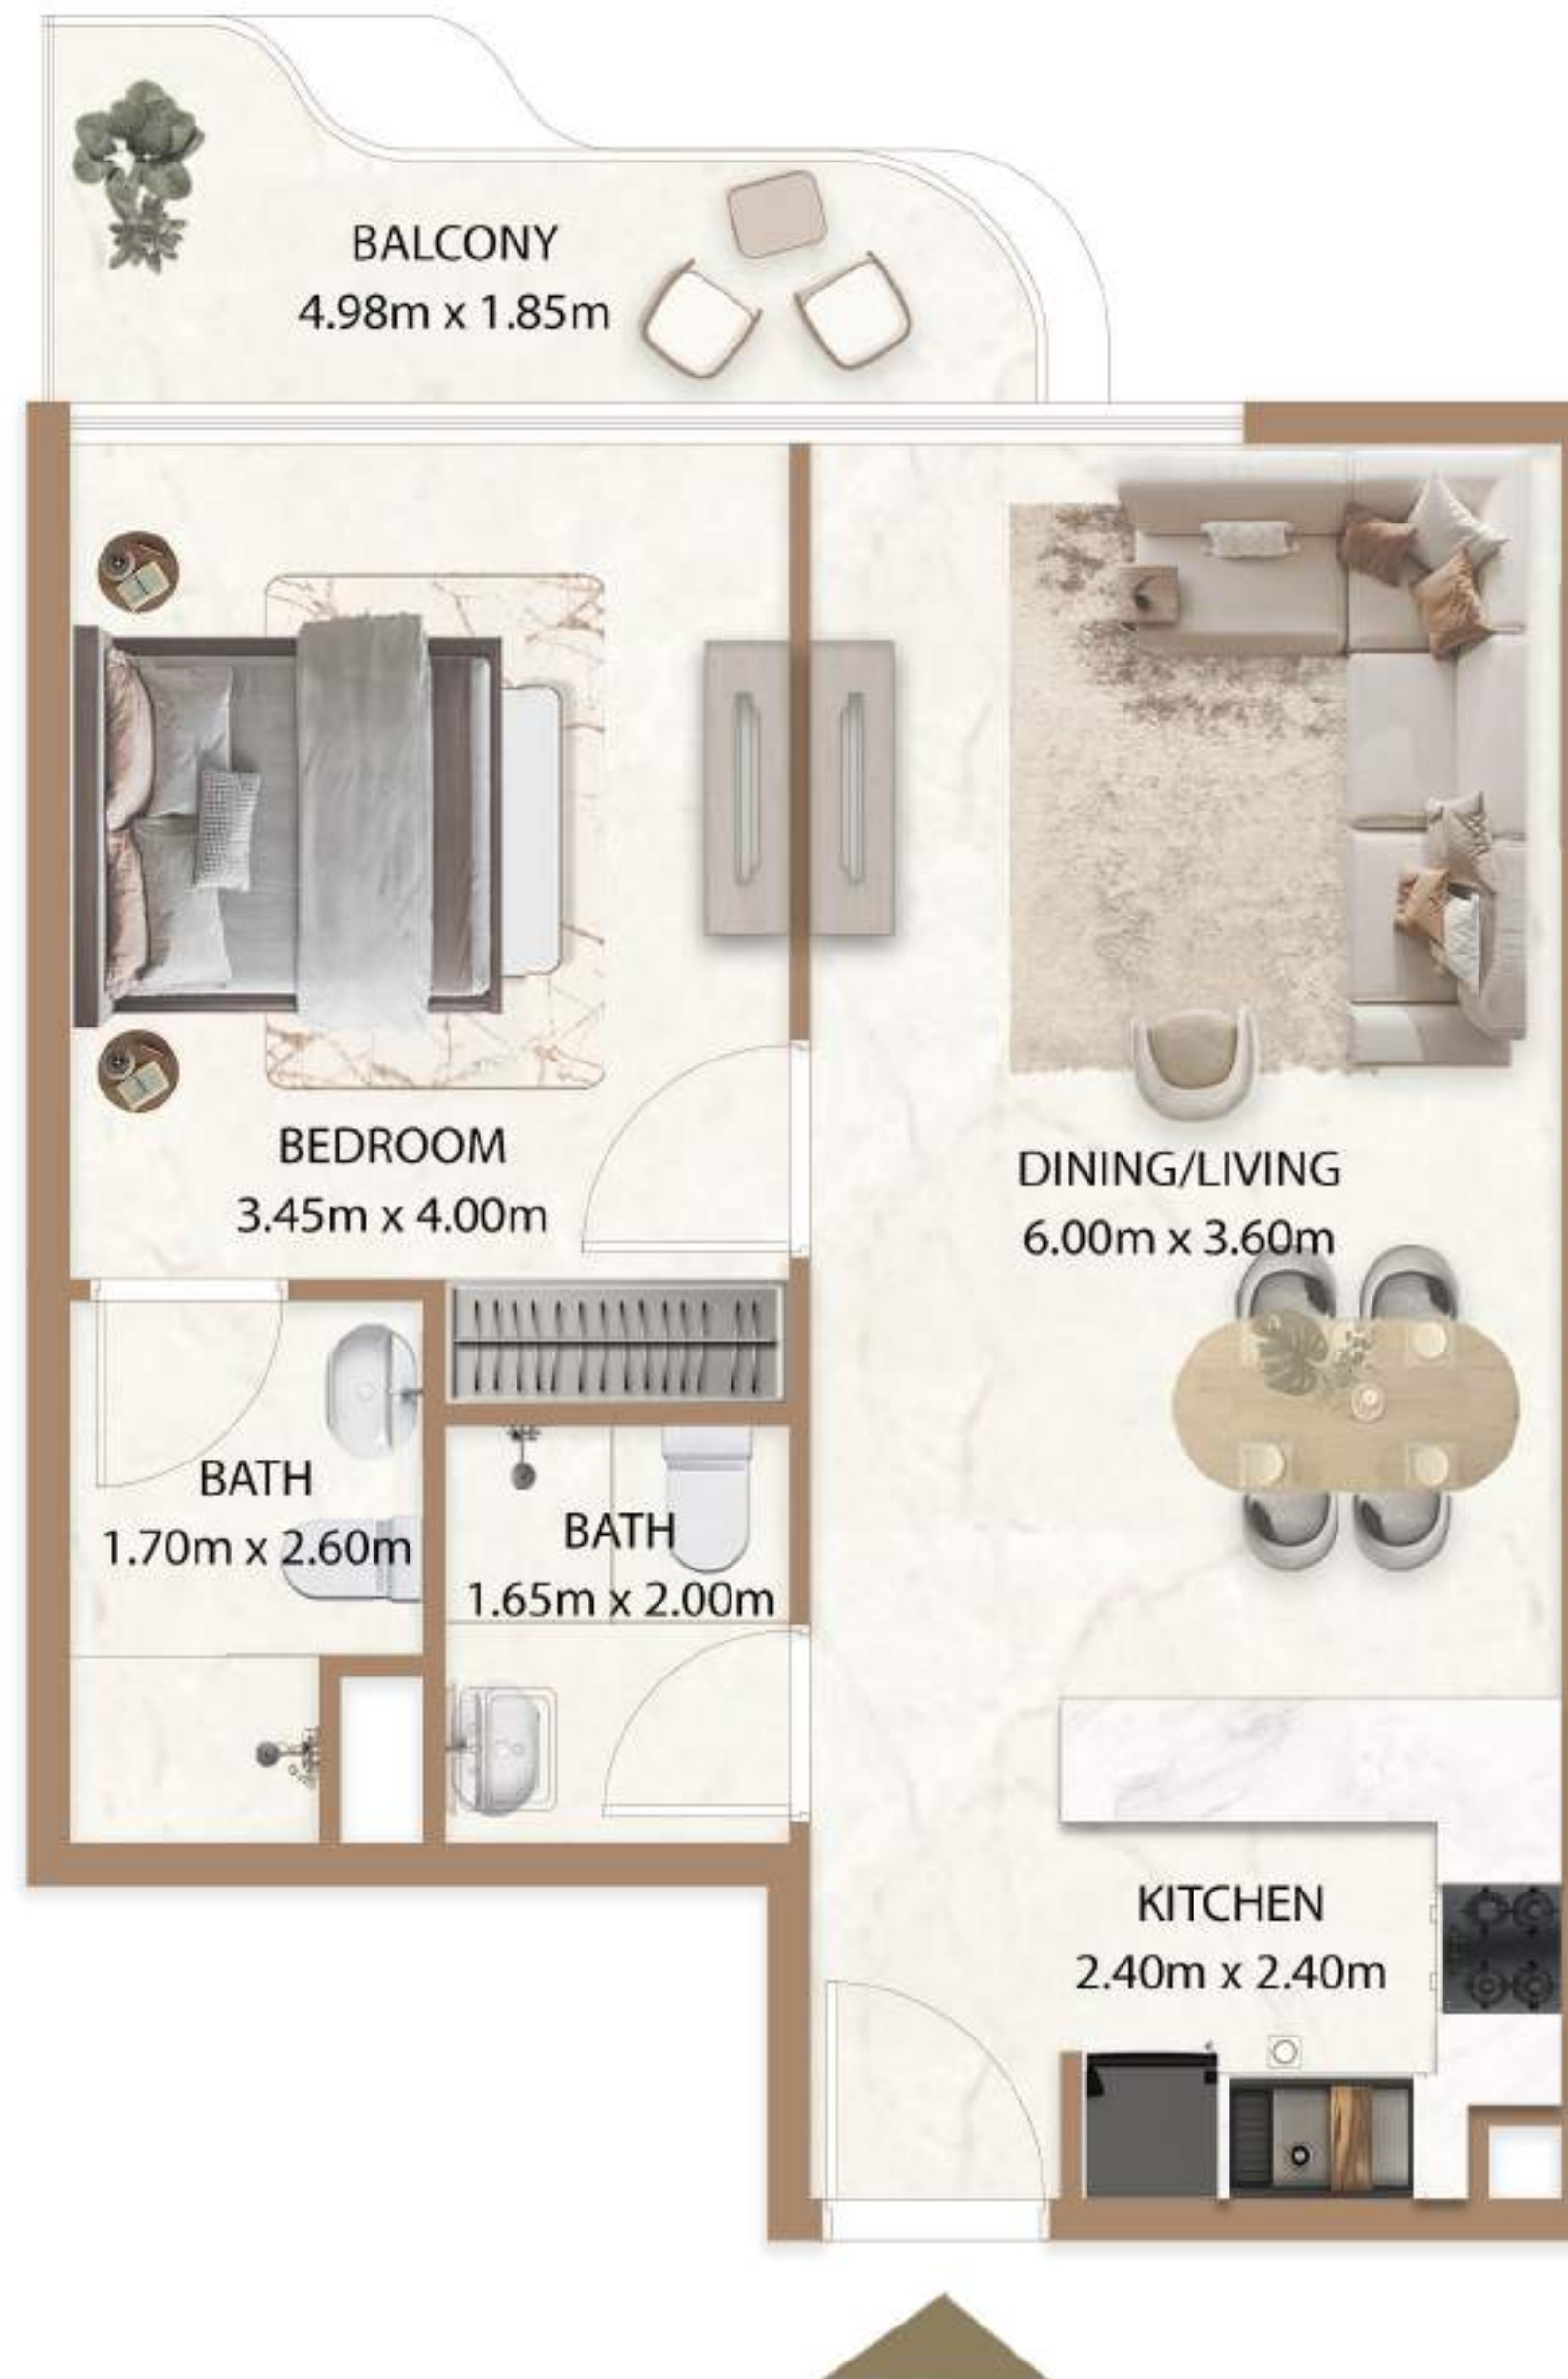 BALCONY
4.98m x 1.85m
BEDROOM
3.45m x 4.00m
DINING/LIVING
6.00m x 3.60m
BATH
1.70m x 2.60m
BATH
1.65m x 2.00m
KITCHEN
2.40m x 2.40m